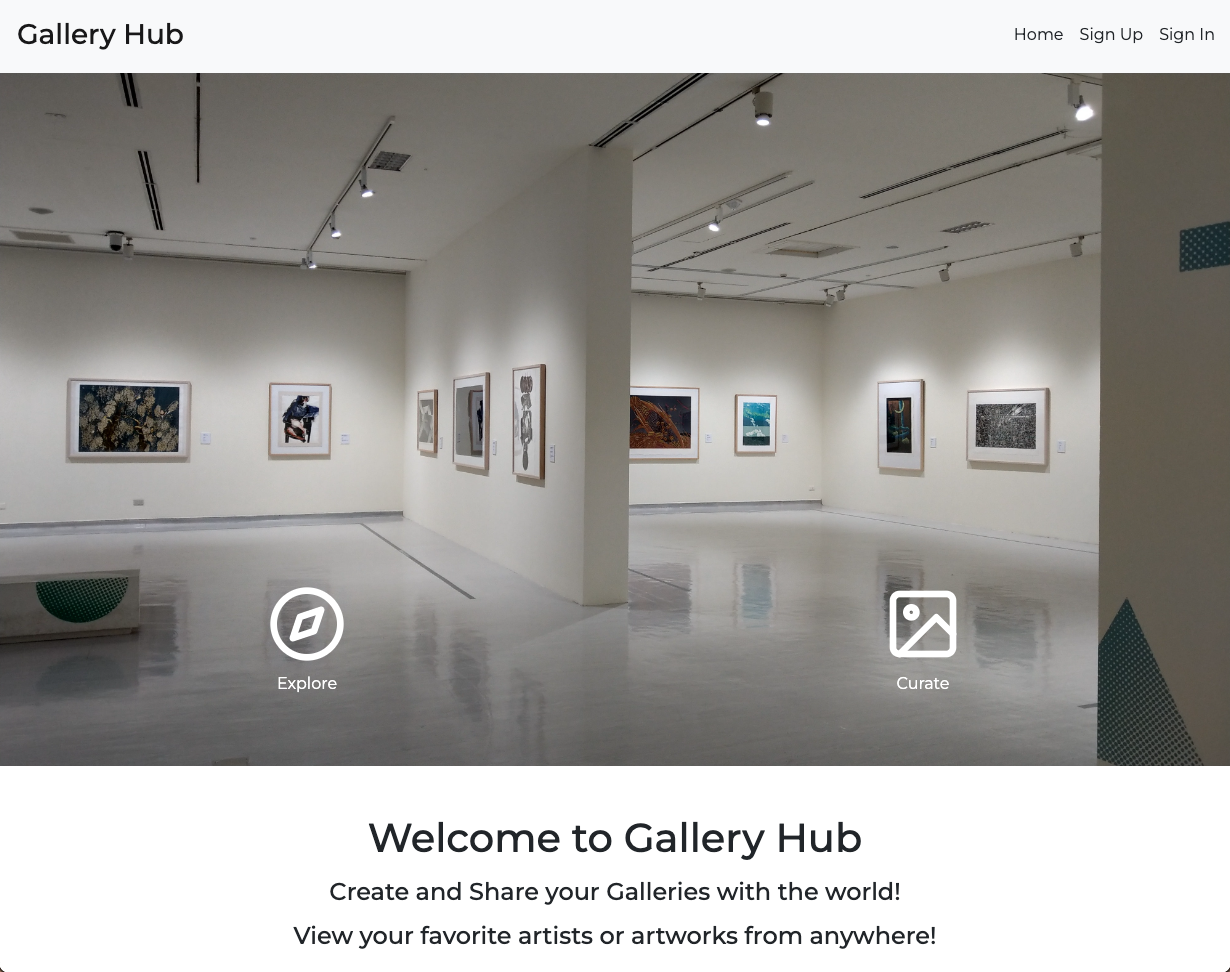 Gallery Hub
Home Sign Up Sign In
Explore
Curate
Welcome to Gallery Hub
Create and Share your Galleries with the world!
View your favorite artists or artworks from anywhere!